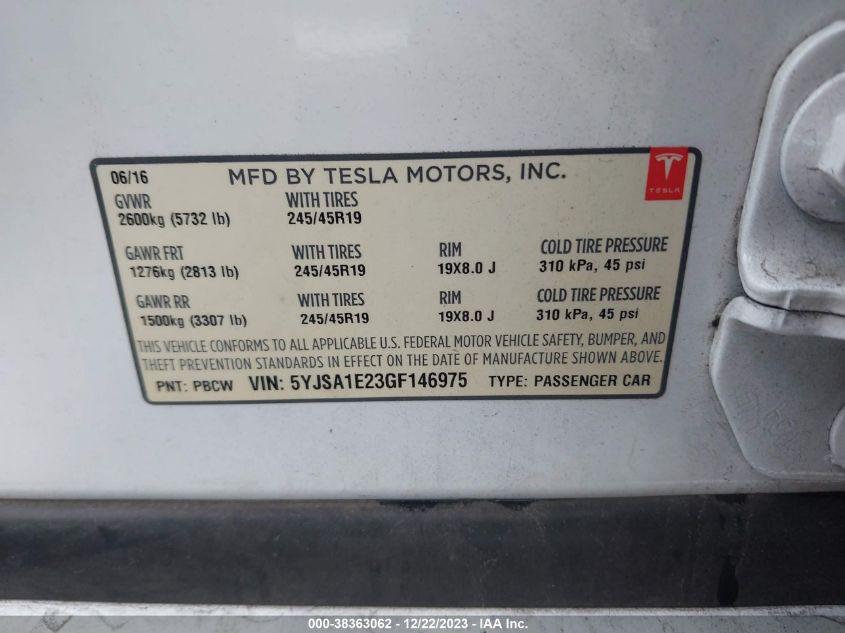 06/16 MFD BY TESLA MOTORS, INC.
TESLA
GVWR WITH TIRES
2600kg (5732 lb) 245/45R19
GAWR FRT WITH TIRES RIM COLD TIRE PRESSURE
1276kg (2813 lb) 245/45R19 19X8.0 J 310 kPa, 45 psi
GAWR RR WITH TIRES RIM COLD TIRE PRESSURE
1500kg (3307 lb) 245/45R19 19X8.0 J 310 kPa, 45 psi
THIS VEHICLE CONFORMS TO ALL APPLICABLE U.S. FEDERAL MOTOR VEHICLE SAFETY, BUMPER, AND
THEFT PREVENTION STANDARDS IN EFFECT ON THE DATE OF MANUFACTURE SHOWN ABOVE.
PNT: PBCW VIN: 5YJSA1E23GF146975 TYPE: PASSENGER CAR
000-38363062 - 12/22/2023 - IAA Inc.